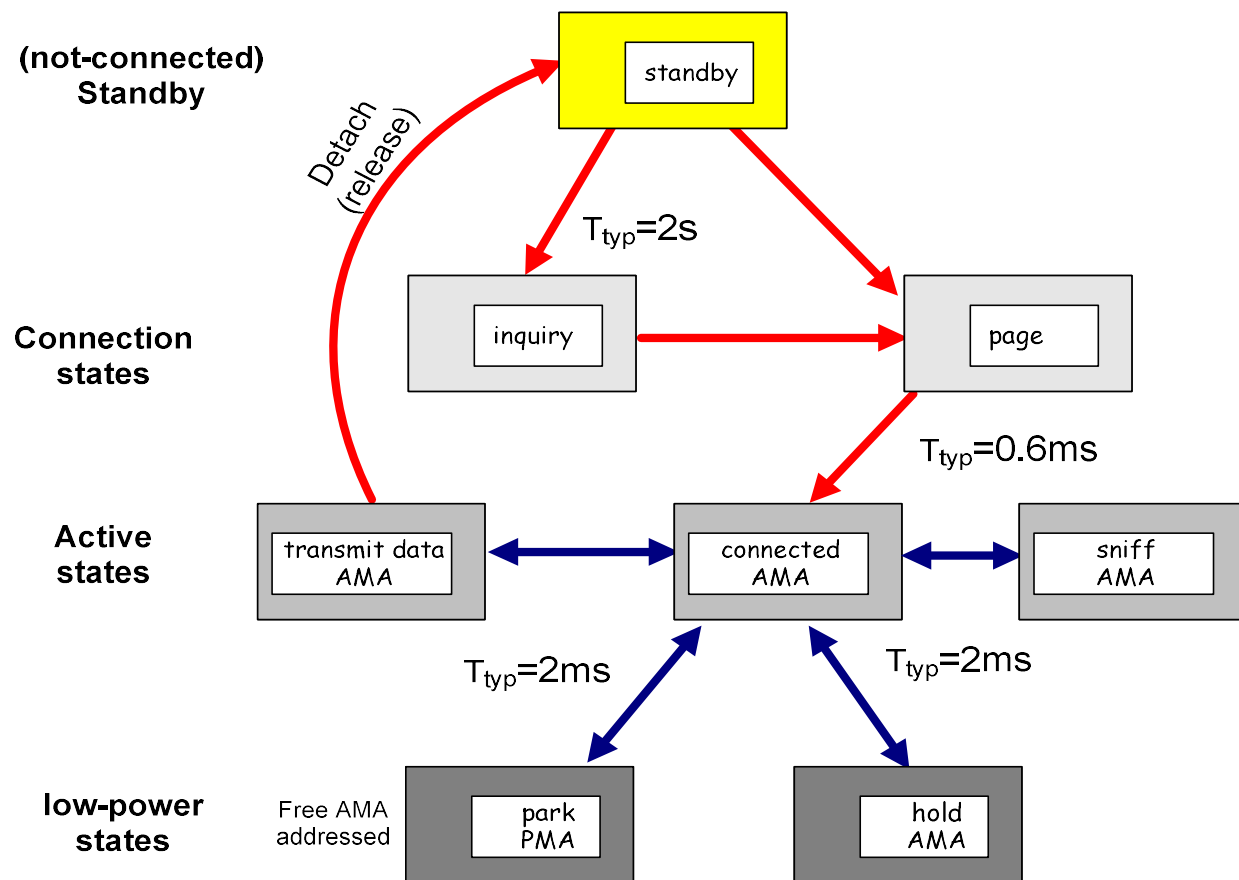 (not-connected)
Standby
standby
Detach
(release)
Ttyp=2s
Connection
states
inquiry
page
Ttyp=0.6ms
Active
states
transmit data
AMA
connected
AMA
sniff
AMA
Ttyp=2ms
Ttyp=2ms
low-power
states
Free AMA
addressed
park
PMA
hold
AMA